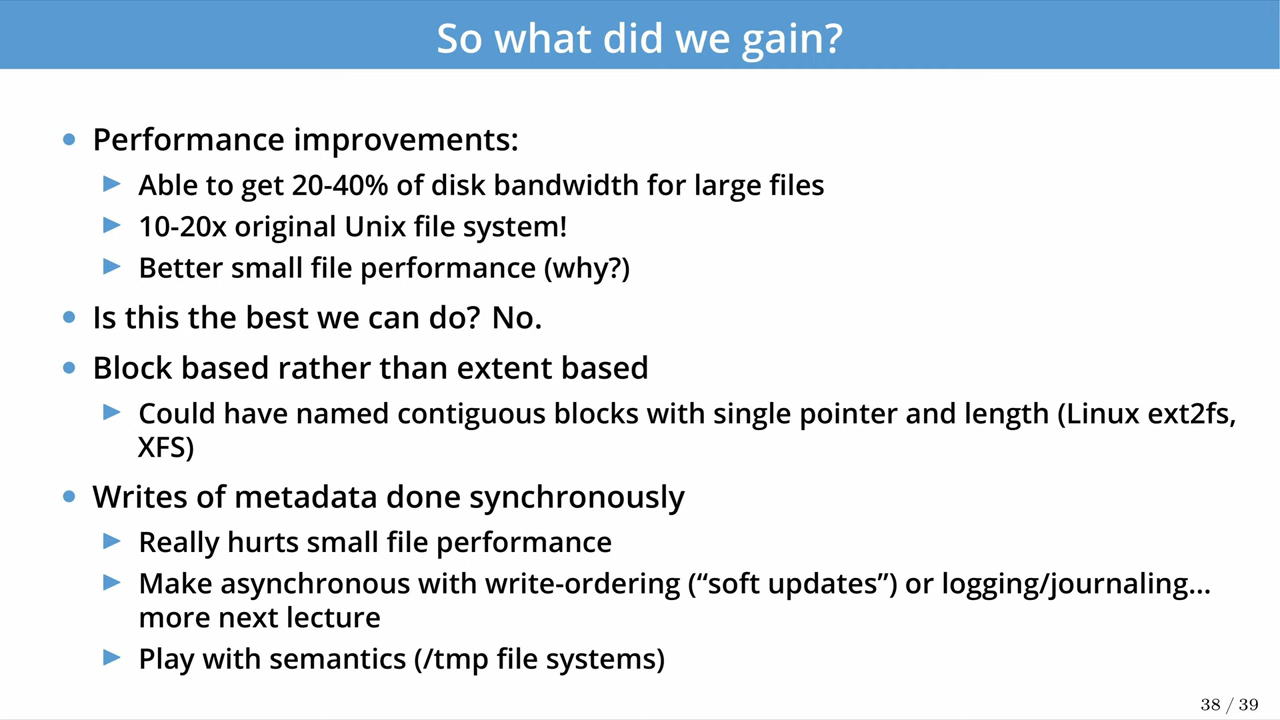 So what did we gain?
• Performance improvements:
▶ Able to get 20-40% of disk bandwidth for large files
▶ 10-20x original Unix file system!
▶ Better small file performance (why?)
• Is this the best we can do? No.
• Block based rather than extent based
▶ Could have named contiguous blocks with single pointer and length (Linux ext2fs,
XFS)
• Writes of metadata done synchronously
▶ Really hurts small file performance
▶ Make asynchronous with write-ordering (“soft updates”) or logging/journaling...
more next lecture
▶ Play with semantics (/tmp file systems)
38 / 39